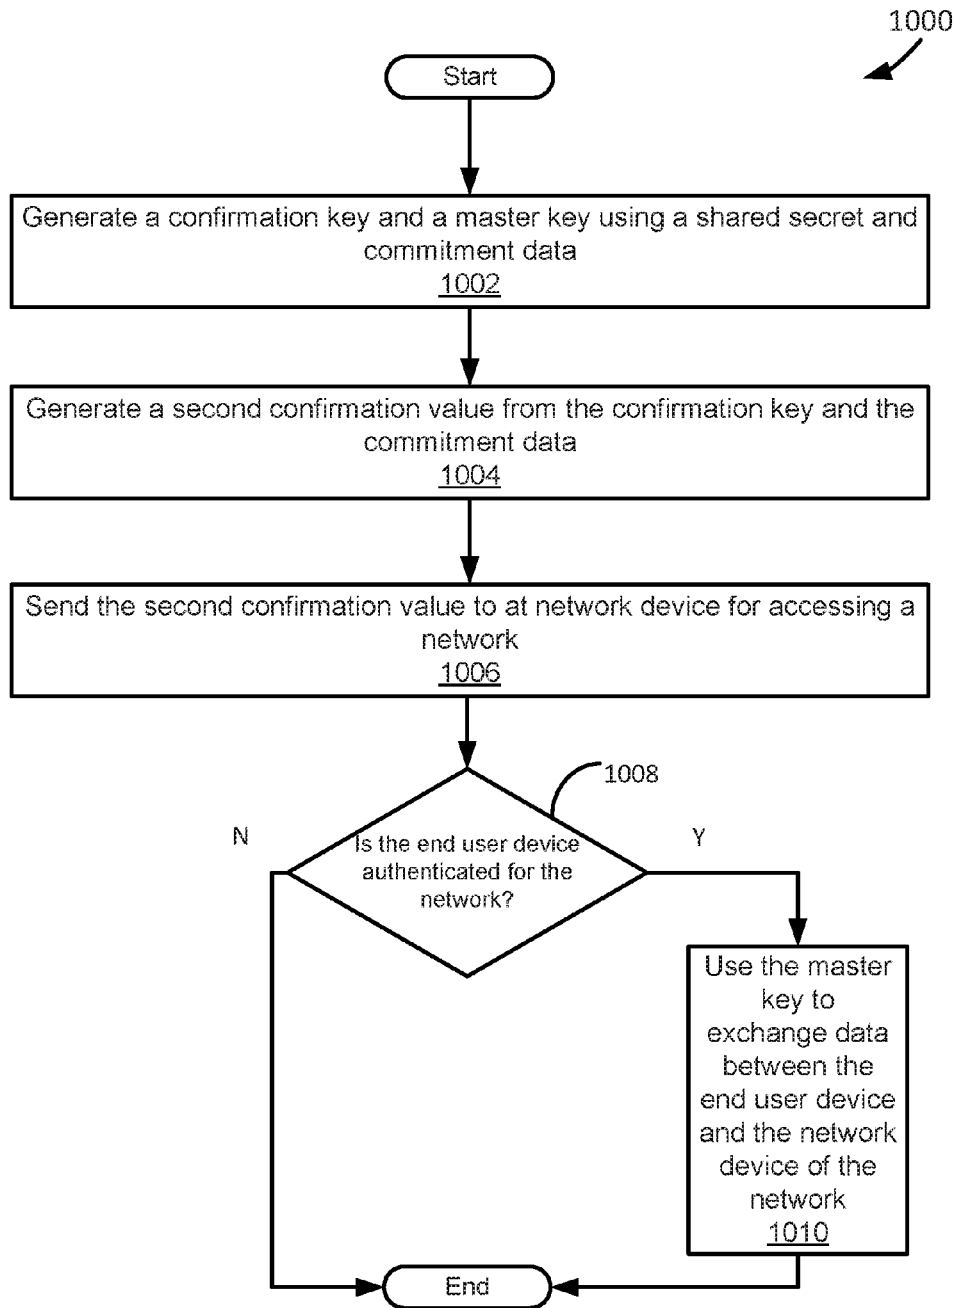 1000
Start
Generate a confirmation key and a master key using a shared secret and
commitment data
1002
Generate a second confirmation value from the confirmation key and the
commitment data
1004
Send the second confirmation value to at network device for accessing a
network
1006
1008
N
Y
Is the end user device
authenticated for the
network?
Use the master
key to
exchange data
between the
end user device
and the network
device of the
network
1010
End